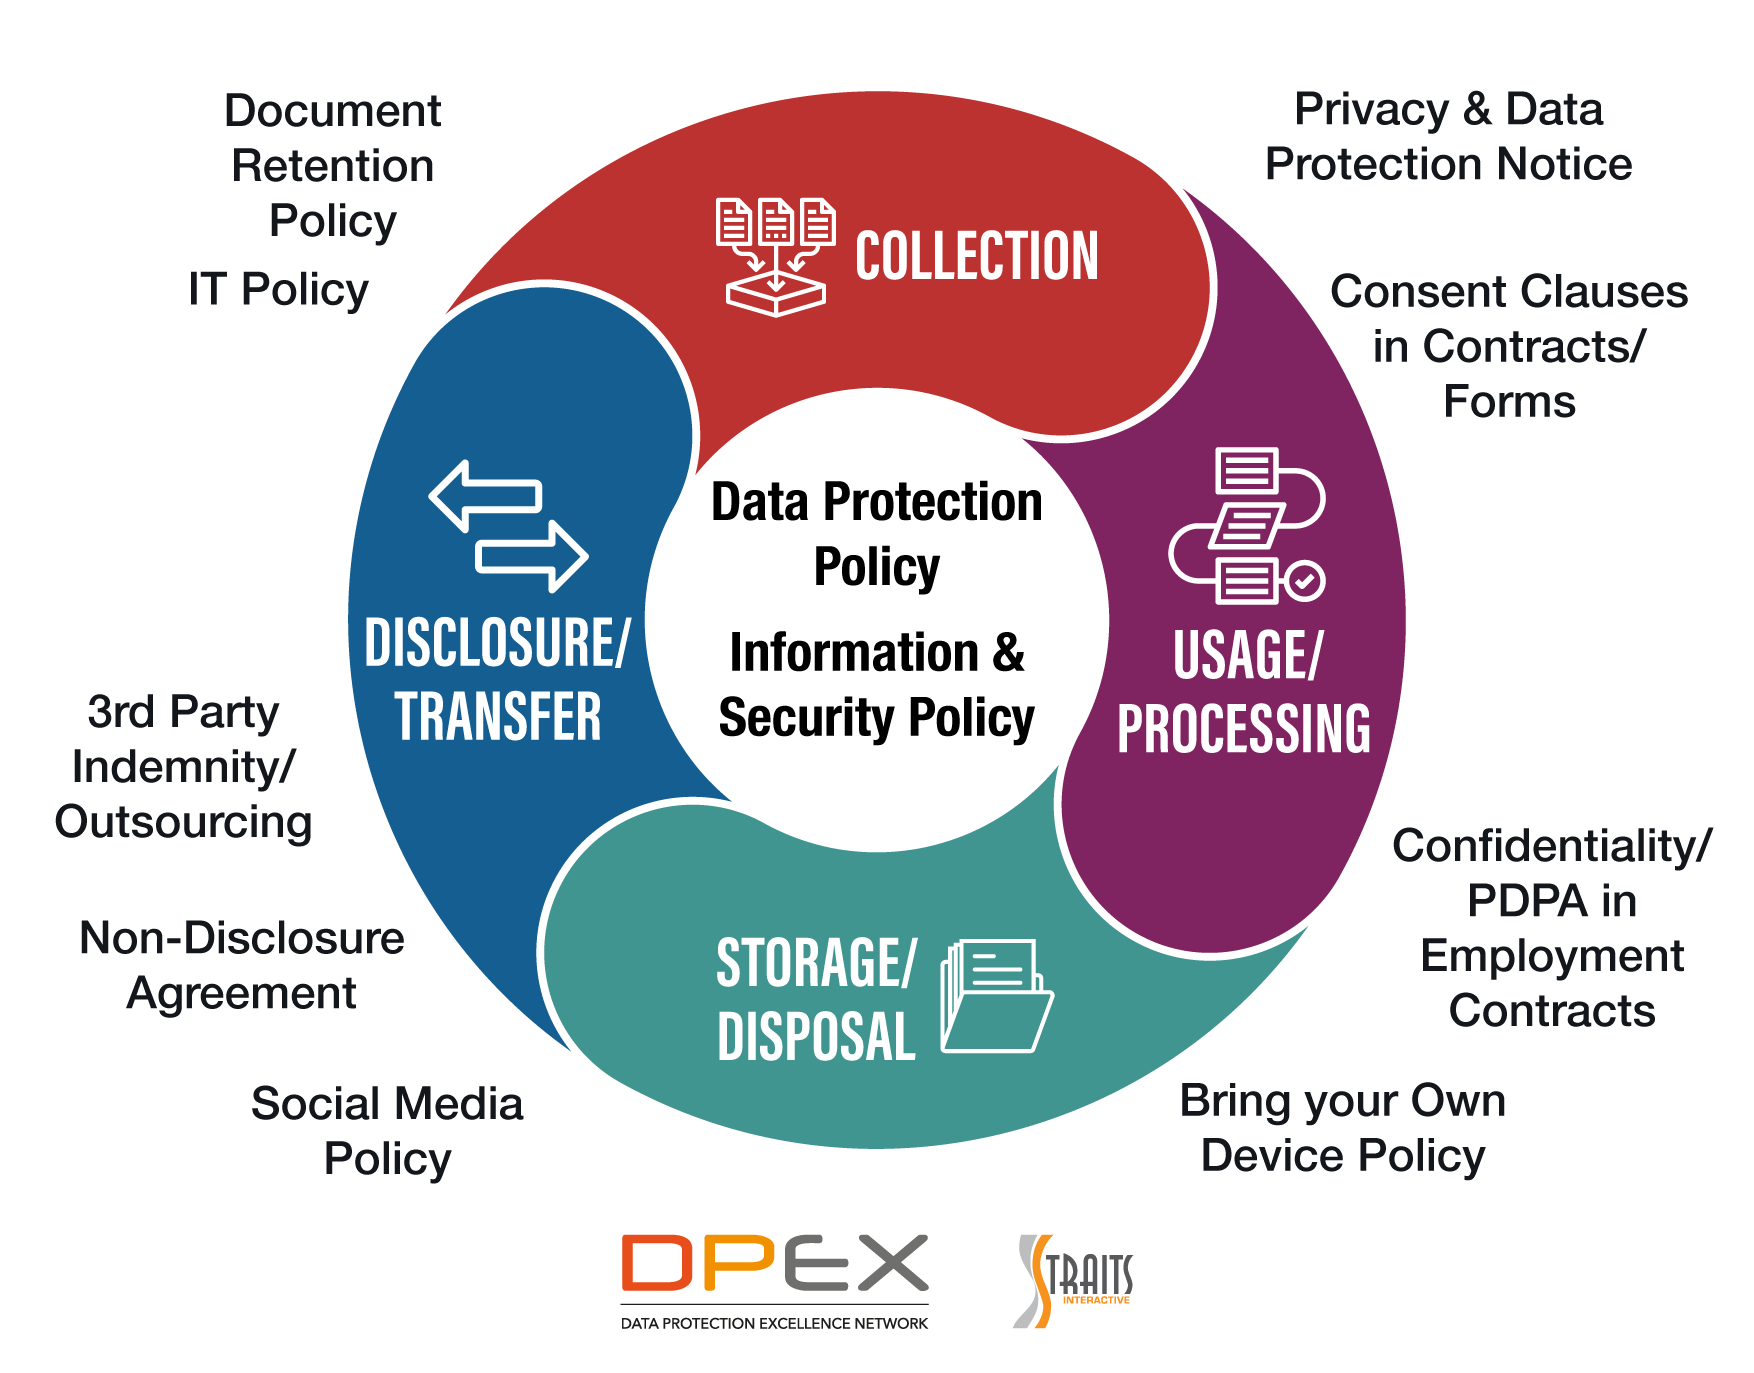 Document
Retention
Policy
IT Policy
Privacy & Data
Protection Notice
Consent Clauses
in Contracts/
Forms
COLLECTION
Data Protection
Policy
Information &
Security Policy
DISCLOSURE/
TRANSFER
USAGE/
PROCESSING
3rd Party
Indemnity/
Outsourcing
Non-Disclosure
Agreement
Social Media
Policy
STORAGE/
DISPOSAL
Confidentiality/
PDPA in
Employment
Contracts
Bring your Own
Device Policy
DPEX
DATA PROTECTION EXCELLENCE NETWORK
STRAITS
INTERACTIVE